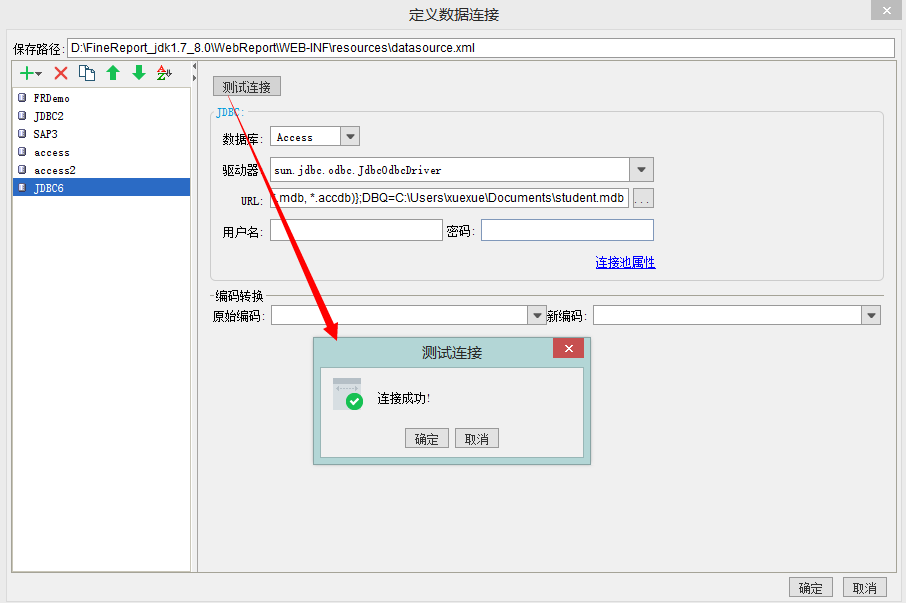 定义数据连接
保存路径: D:\FineReport_jdk1.7_8.0\WebReport\WEB-INF\resources\datasource.xml
FRDemo
JDBC2
SAP3
access
access2
JDBC6
测试连接
JDBC:
数据库: Access
驱动器 sun.jdbc.odbc.JdbcOdbcDriver
URL: .mdb, *.accdb)};DBQ=C:\Users\xuexue\Documents\student.mdb ...
用户名: 密码:
连接池属性
编码转换
原始编码: 新编码:
测试连接
连接成功!
确定 取消
确定 取消